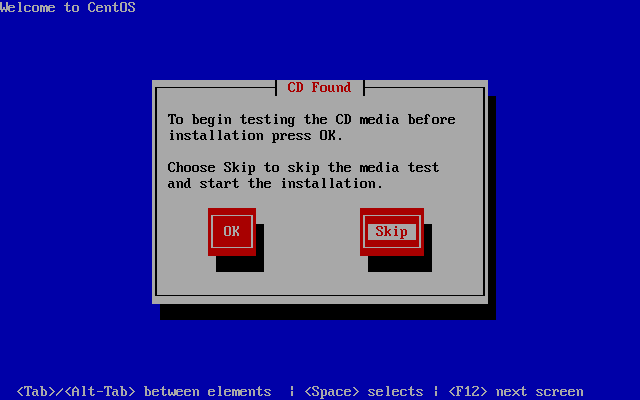 Welcome to CentOS
CD Found
To begin testing the CD media before
installation press OK.
Choose Skip to skip the media test
and start the installation.
OK
Skip
<Tab>/<Alt-Tab> between elements  | <Space> selects | <F12> next screen